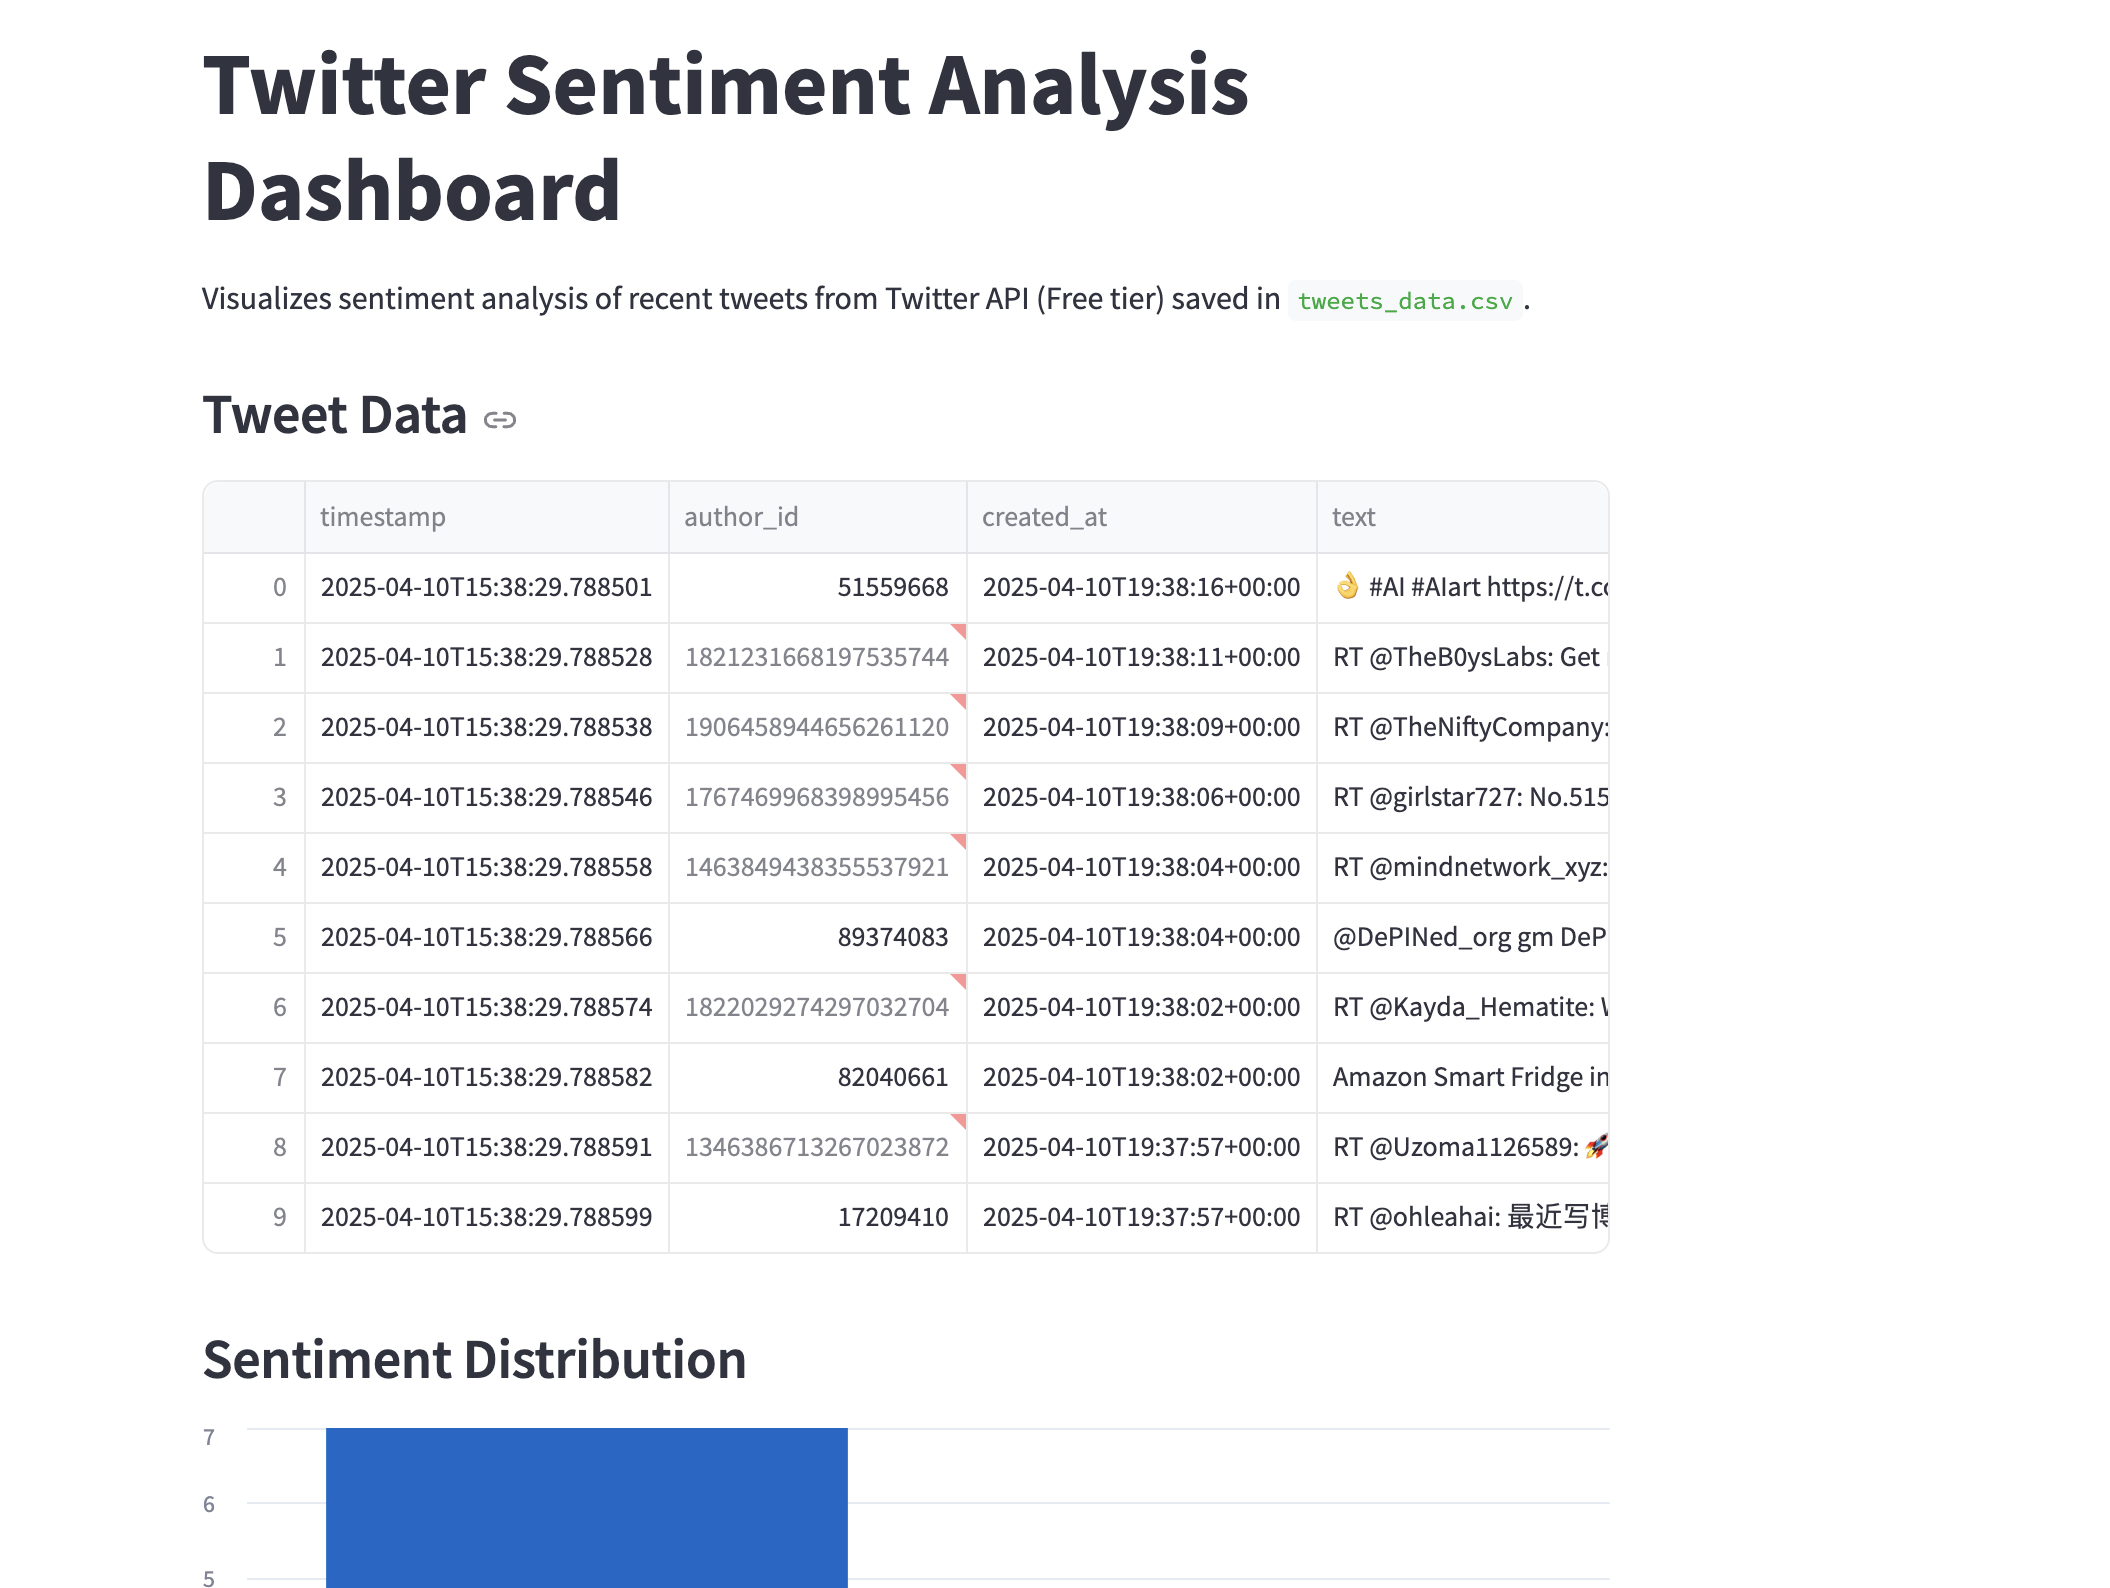 Twitter Sentiment Analysis
Dashboard
Visualizes sentiment analysis of recent tweets from Twitter API (Free tier) saved in tweets_data.csv.
Tweet Data
timestamp author_id created_at text
0 2025-04-10T15:38:29.788501 51559668 2025-04-10T19:38:16+00:00 👌 #AI #AIart https://t.co
1 2025-04-10T15:38:29.788528 1821231668197535744 2025-04-10T19:38:11+00:00 RT @TheB0ysLabs: Get
2 2025-04-10T15:38:29.788538 1906458944656261120 2025-04-10T19:38:09+00:00 RT @TheNiftyCompany:
3 2025-04-10T15:38:29.788546 1767469968398995456 2025-04-10T19:38:06+00:00 RT @girlstar727: No.515
4 2025-04-10T15:38:29.788558 1463849438355537921 2025-04-10T19:38:04+00:00 RT @mindnetwork_xyz:
5 2025-04-10T15:38:29.788566 89374083 2025-04-10T19:38:04+00:00 @DePINed_org gm DeP
6 2025-04-10T15:38:29.788574 1822029274297032704 2025-04-10T19:38:02+00:00 RT @Kayda_Hematite:
7 2025-04-10T15:38:29.788582 82040661 2025-04-10T19:38:02+00:00 Amazon Smart Fridge in
8 2025-04-10T15:38:29.788591 1346386713267023872 2025-04-10T19:37:57+00:00 RT @Uzoma1126589: 🚀
9 2025-04-10T15:38:29.788599 17209410 2025-04-10T19:37:57+00:00 RT @ohleahai: 最近写博
Sentiment Distribution
7
6
5